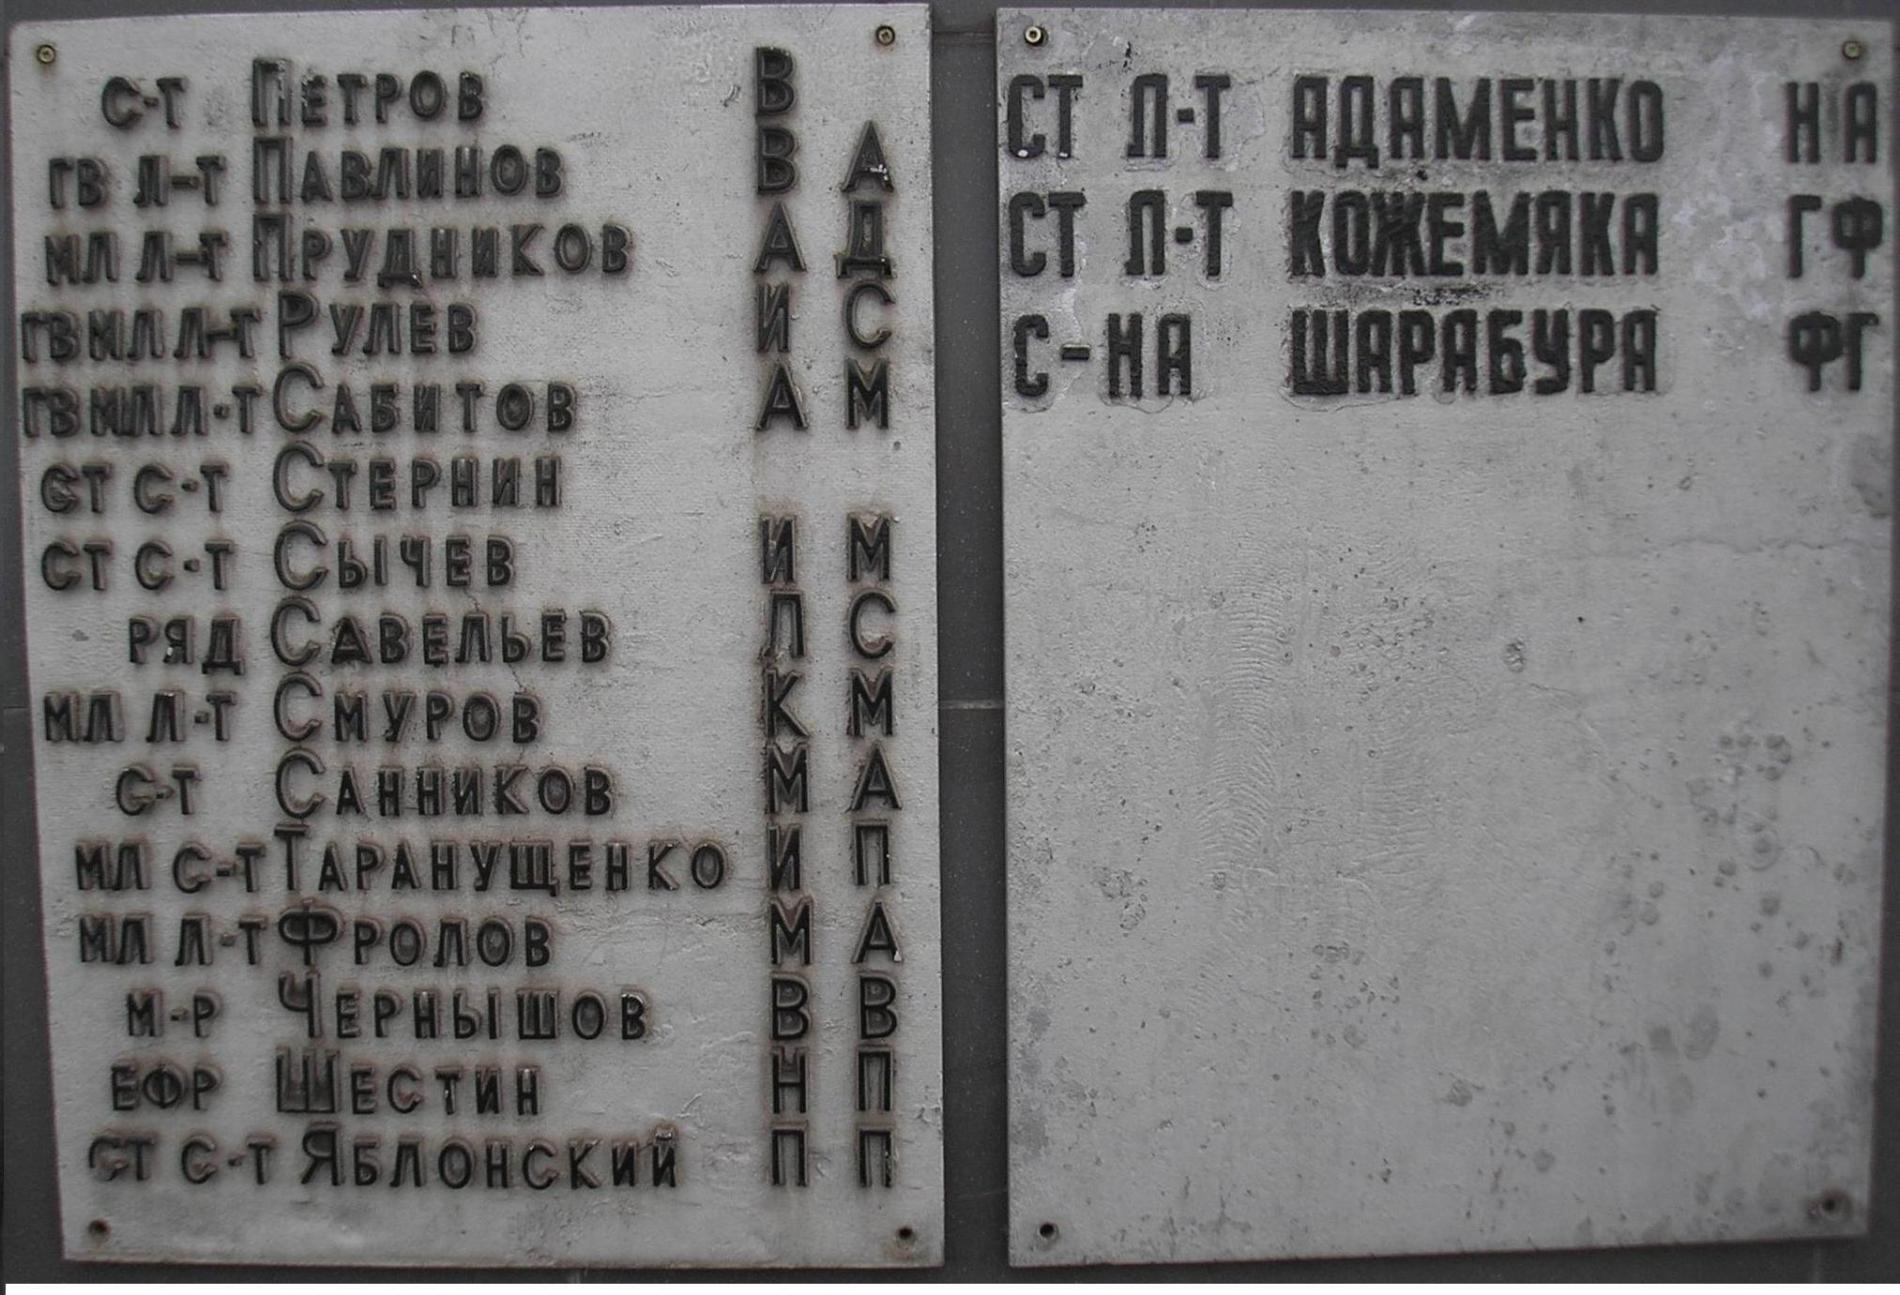 С-Т ПЕТРОВ В
ГВ Л-Т ПАВЛИНОВ В А
МЛ Л-Т ПРУДНИКОВ А Д
ГВ МЛ Л-Т РУЛЕВ И С
ГВ МЛ Л-Т САБИТОВ А М
СТ С-Т СТЕРНИН
СТ С-Т СЫЧЕВ И М
РЯД САВЕЛЬЕВ Л С
МЛ Л-Т СМУРОВ К М
С-Т САННИКОВ М А
МЛ С-Т ТАРАНУЩЕНКО И П
МЛ Л-Т ФРОЛОВ М А
М-Р ЧЕРНЫШОВ В В
ЕФР ШЕСТИН Н П
СТ С-Т ЯБЛОНСКИЙ П П
СТ Л-Т АДАМЕНКО Н А
СТ Л-Т КОЖЕМЯКА Г Ф
С-НА ШАРАБУРА Ф Г